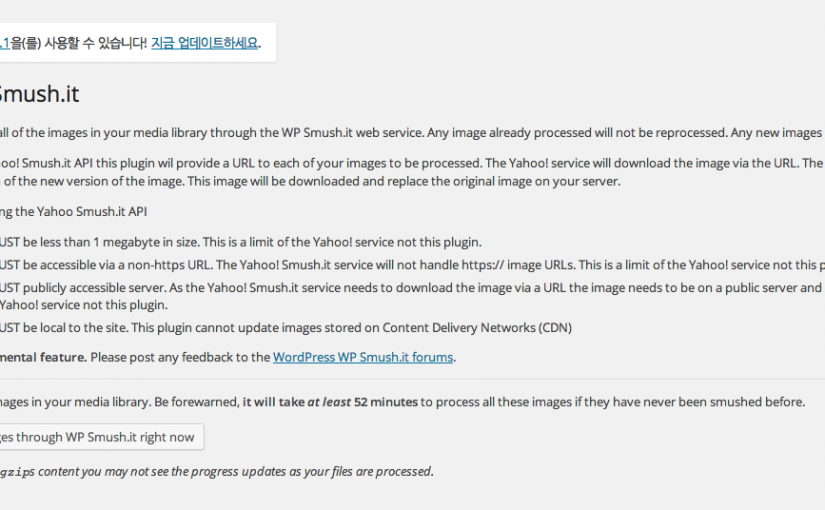 .1을(를) 사용할 수 있습니다! 지금 업데이트하세요.
Smush.it
all of the images in your media library through the WP Smush.it web service. Any image already processed will not be reprocessed. Any new images
oo! Smush.it API this plugin wil provide a URL to each of your images to be processed. The Yahoo! service will download the image via the URL. The
of the new version of the image. This image will be downloaded and replace the original image on your server.
ng the Yahoo Smush.it API
UST be less than 1 megabyte in size. This is a limit of the Yahoo! service not this plugin.
UST be accessible via a non-https URL. The Yahoo! Smush.it service will not handle https:// image URLs. This is a limit of the Yahoo! service not this p
UST publicly accessible server. As the Yahoo! Smush.it service needs to download the image via a URL the image needs to be on a public server and
Yahoo! service not this plugin.
UST be local to the site. This plugin cannot update images stored on Content Delivery Networks (CDN)
mental feature. Please post any feedback to the WordPress WP Smush.it forums.
mages in your media library. Be forewarned, it will take at least 52 minutes to process all these images if they have never been smushed before.
ges through WP Smush.it right now
gzips content you may not see the progress updates as your files are processed.